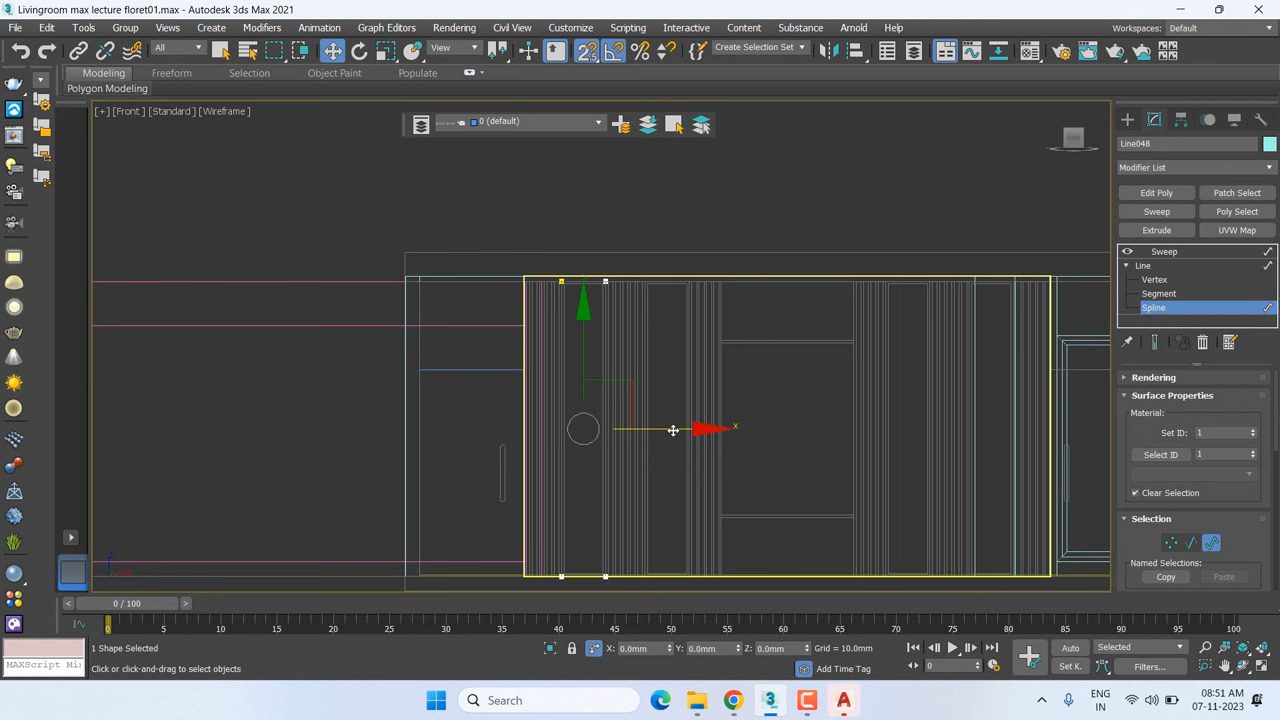 Livingroom max lecture floret01.max - Autodesk 3ds Max 2021
File Edit Tools Group Views Create Modifiers Animation Graph Editors Rendering Civil View Customize Scripting Interactive Content Substance Arnold Help
Workspaces: Default
All View Create Selection Set
Modeling Freeform Selection Object Paint Populate
Polygon Modeling
[+] [Front ] [Standard ] [Wireframe ]
0 (default)
FRONT
Line048
Modifier List
Edit Poly Patch Select
Sweep Poly Select
Extrude UVW Map
Sweep
Line
Vertex
Segment
Spline
Rendering
Surface Properties
Material:
Set ID: 1
Select ID 1
Clear Selection
Selection
Named Selections:
Copy Paste
x
0 / 100
0 5 10 15 20 25 30 35 40 45 50 55 60 65 70 75 80 85 90 95 100
1 Shape Selected
X: 0.0mm Y: 0.0mm Z: 0.0mm Grid = 10.0mm
Auto Selected
MAXScript Mi
Click or click-and-drag to select objects
Add Time Tag
0
Set K. Filters...
Search
ENG
IN
08:51 AM
07-11-2023